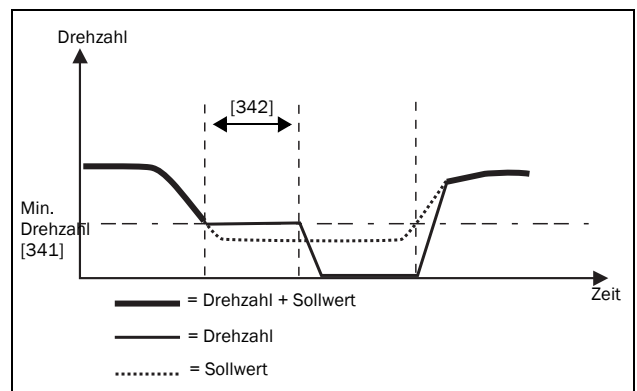 Drehzahl
[342]
Min.
Drehzahl
[341]
Zeit
= Drehzahl + Sollwert
= Drehzahl
= Sollwert